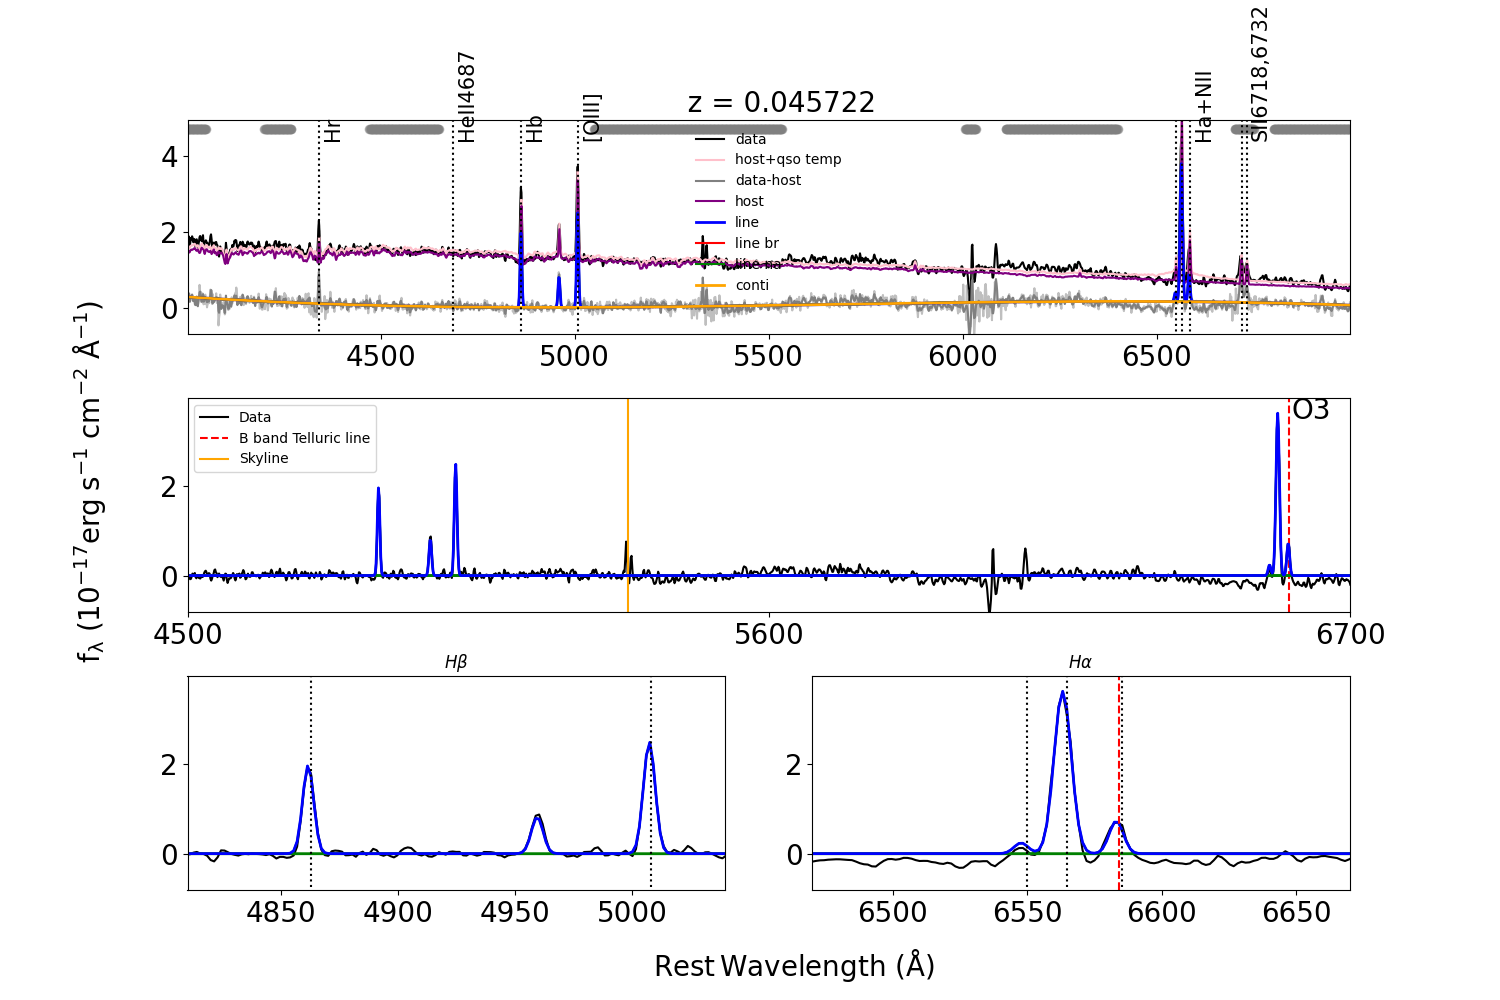 z = 0.045722
Hr
HeII4687
Hb
[OIII]
Ha+NII
SII6718,6732
data
host+qso temp
data-host
host
line
line br
line na
conti
4
2
0
4500
5000
5500
6000
6500
f_λ (10^−17 erg s^−1 cm^−2 Å^−1)
Data
B band Telluric line
Skyline
O3
2
0
4500
5600
6700
Hβ
2
0
4850
4900
4950
5000
Hα
2
0
6500
6550
6600
6650
Rest Wavelength (Å)